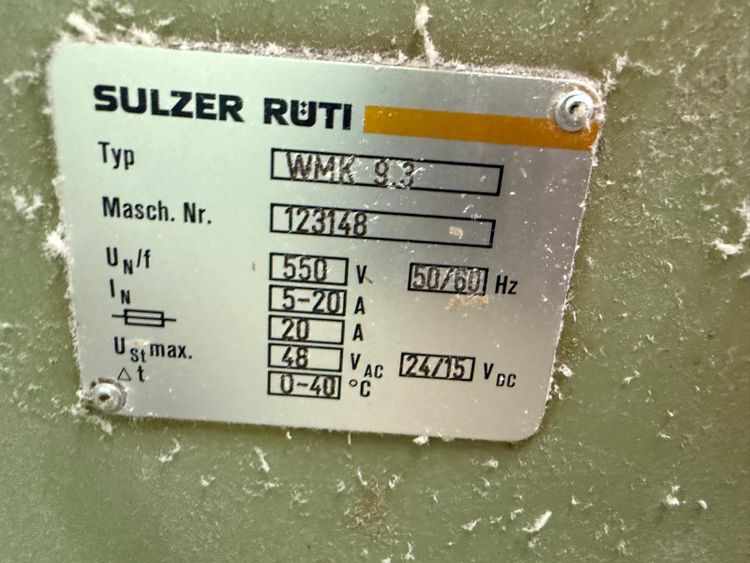 SULZER RÜTI
Typ WMK 9.3
Masch. Nr. 123148
UN/f 550 V 50/60 Hz
IN 5-20 A
20 A
USt max. 48 VAC 24/15 VDC
Δt 0-40 °C